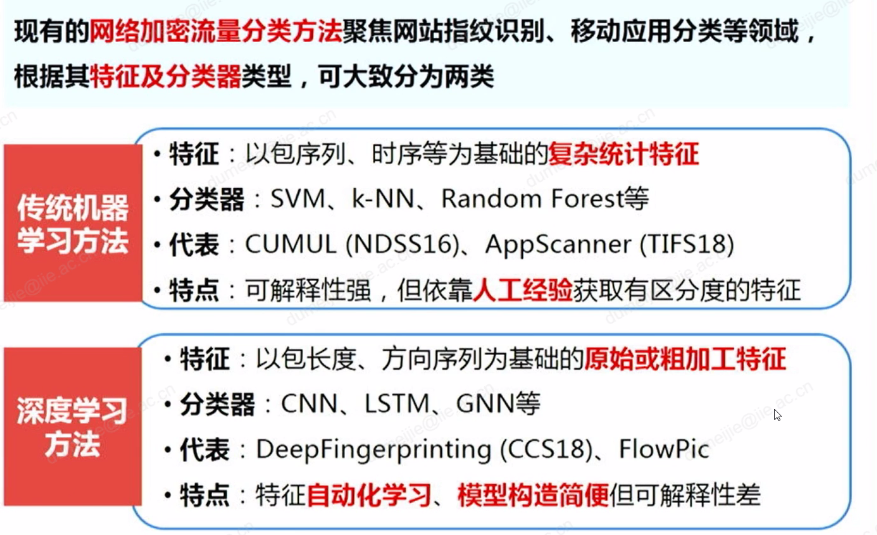 现有的网络加密流量分类方法聚焦网站指纹识别、移动应用分类等领域，
根据其特征及分类器类型，可大致分为两类
传统机器
学习方法
• 特征：以包序列、时序等为基础的复杂统计特征
• 分类器：SVM、k-NN、Random Forest等
• 代表：CUMUL (NDSS16)、AppScanner (TIFS18)
• 特点：可解释性强，但依靠人工经验获取有区分度的特征
深度学习
方法
• 特征：以包长度、方向序列为基础的原始或粗加工特征
• 分类器：CNN、LSTM、GNN等
• 代表：DeepFingerprinting (CCS18)、FlowPic
• 特点：特征自动化学习、模型构造简便但可解释性差